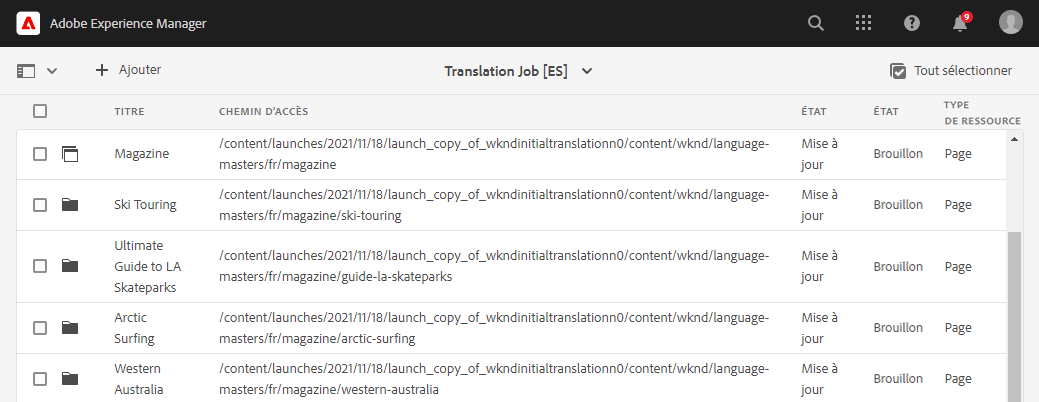 Adobe Experience Manager
9
Ajouter
Translation Job [ES]
Tout sélectionner
TITRE
CHEMIN D'ACCÈS
ÉTAT
ÉTAT
TYPE
DE RESSOURCE
Magazine
/content/launches/2021/11/18/launch_copy_of_wkndinitialtranslationn0/content/wknd/language-
masters/fr/magazine
Mise à
jour
Brouillon
Page
Ski Touring
/content/launches/2021/11/18/launch_copy_of_wkndinitialtranslationn0/content/wknd/language-
masters/fr/magazine/ski-touring
Mise à
jour
Brouillon
Page
Ultimate
Guide to LA
Skateparks
/content/launches/2021/11/18/launch_copy_of_wkndinitialtranslationn0/content/wknd/language-
masters/fr/magazine/guide-la-skateparks
Mise à
jour
Brouillon
Page
Arctic
Surfing
/content/launches/2021/11/18/launch_copy_of_wkndinitialtranslationn0/content/wknd/language-
masters/fr/magazine/arctic-surfing
Mise à
jour
Brouillon
Page
Western
Australia
/content/launches/2021/11/18/launch_copy_of_wkndinitialtranslationn0/content/wknd/language-
masters/fr/magazine/western-australia
Mise à
jour
Brouillon
Page